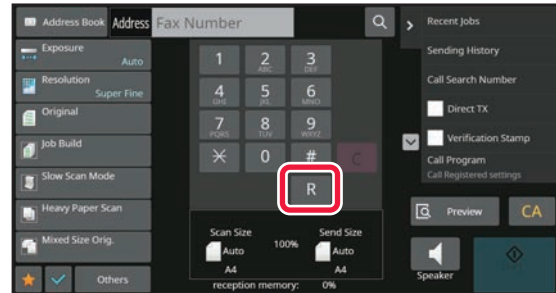 Address Book
Address
Fax Number
Exposure
Auto
Resolution
Super Fine
Original
Job Build
Slow Scan Mode
Heavy Paper Scan
Mixed Size Orig.
Others
1
2
ABC
3
DEF
4
GHI
5
JKL
6
MNO
7
PQRS
8
TUV
9
WXYZ
0
#
C
R
Scan Size
Send Size
Auto
100%
Auto
A4
A4
reception memory: 0%
Recent Jobs
Sending History
Call Search Number
Direct TX
Verification Stamp
Call Program
Call Registered settings
Preview
CA
Speaker